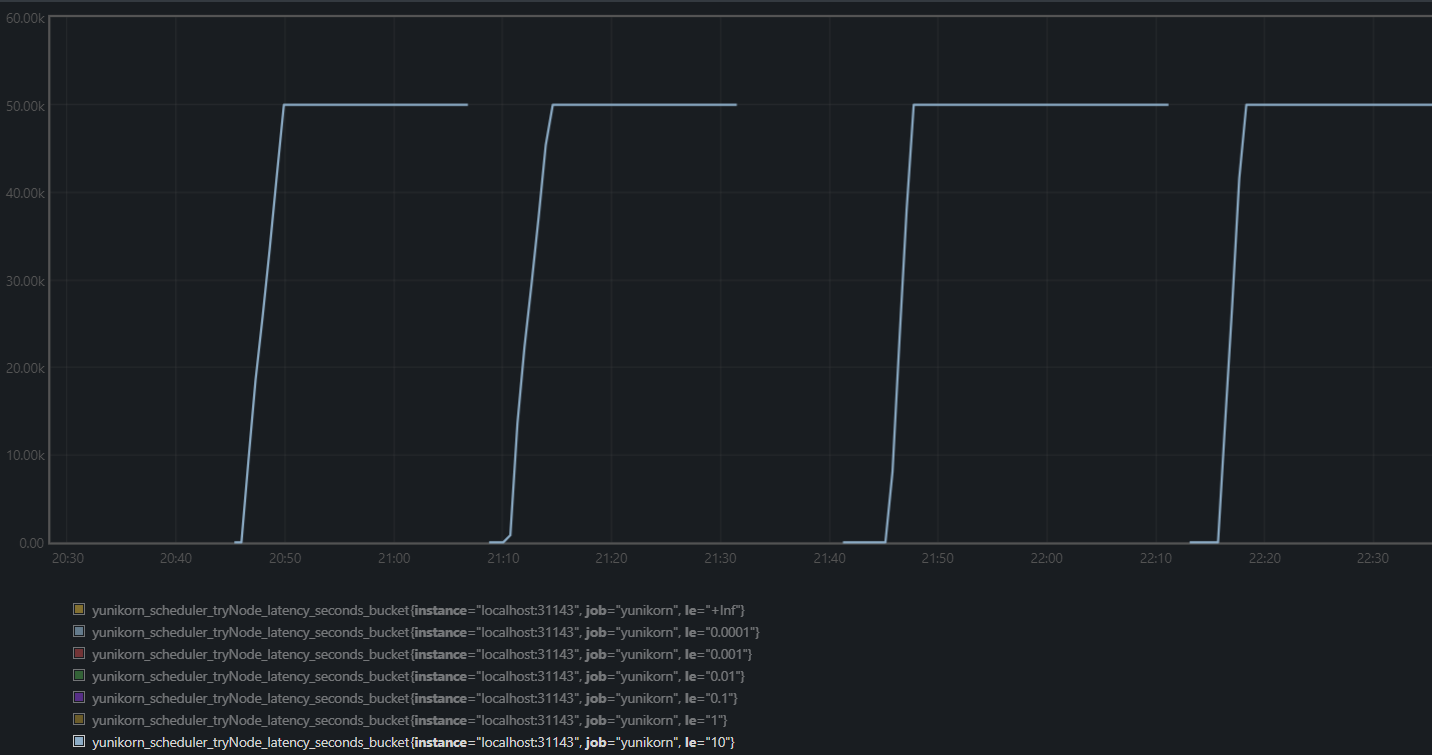 60.00k
50.00k
40.00k
30.00k
20.00k
10.00k
0.00
20:30 20:40 20:50 21:00 21:10 21:20 21:30 21:40 21:50 22:00 22:10 22:20 22:30
yunikorn_scheduler_tryNode_latency_seconds_bucket{instance="localhost:31143", job="yunikorn", le="+Inf"}
yunikorn_scheduler_tryNode_latency_seconds_bucket{instance="localhost:31143", job="yunikorn", le="0.0001"}
yunikorn_scheduler_tryNode_latency_seconds_bucket{instance="localhost:31143", job="yunikorn", le="0.001"}
yunikorn_scheduler_tryNode_latency_seconds_bucket{instance="localhost:31143", job="yunikorn", le="0.01"}
yunikorn_scheduler_tryNode_latency_seconds_bucket{instance="localhost:31143", job="yunikorn", le="0.1"}
yunikorn_scheduler_tryNode_latency_seconds_bucket{instance="localhost:31143", job="yunikorn", le="1"}
yunikorn_scheduler_tryNode_latency_seconds_bucket{instance="localhost:31143", job="yunikorn", le="10"}